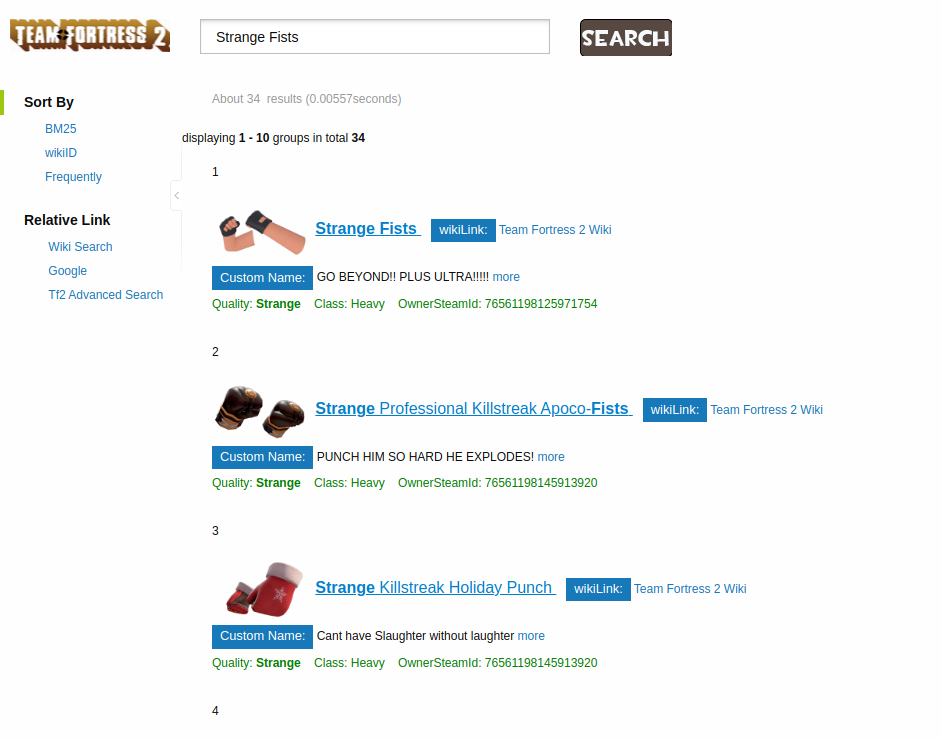 TEAM FORTRESS 2
Strange Fists
SEARCH
Sort By
BM25
wikiID
Frequently
Relative Link
Wiki Search
Google
Tf2 Advanced Search
About 34 results (0.00557seconds)
displaying 1 - 10 groups in total 34
1
Strange Fists wikiLink: Team Fortress 2 Wiki
Custom Name: GO BEYOND!! PLUS ULTRA!!!!! more
Quality: Strange Class: Heavy OwnerSteamId: 76561198125971754
2
Strange Professional Killstreak Apoco-Fists wikiLink: Team Fortress 2 Wiki
Custom Name: PUNCH HIM SO HARD HE EXPLODES! more
Quality: Strange Class: Heavy OwnerSteamId: 76561198145913920
3
Strange Killstreak Holiday Punch wikiLink: Team Fortress 2 Wiki
Custom Name: Cant have Slaughter without laughter more
Quality: Strange Class: Heavy OwnerSteamId: 76561198145913920
4